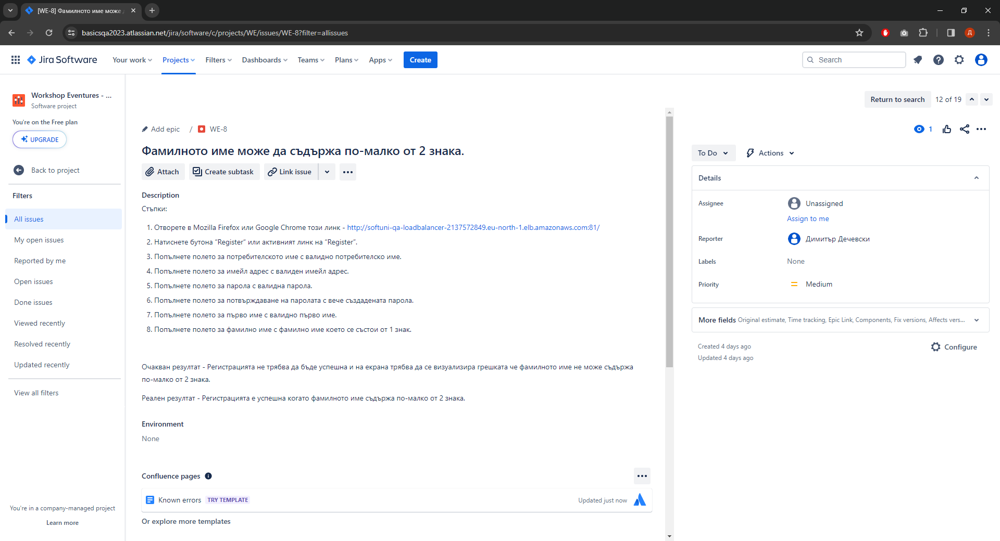 [WE-8] Фамилното име може
basicsqa2023.atlassian.net/jira/software/c/projects/WE/issues/WE-8?filter=allissues
Д
Jira Software
Your work
Projects
Filters
Dashboards
Teams
Plans
Apps
Create
Search
Workshop Eventures - ...
Software project
You're on the Free plan
UPGRADE
Back to project
Filters
All issues
My open issues
Reported by me
Open issues
Done issues
Viewed recently
Resolved recently
Updated recently
View all filters
You're in a company-managed project
Learn more
Return to search
12 of 19
Add epic / WE-8
1
Фамилното име може да съдържа по-малко от 2 знака.
Attach
Create subtask
Link issue
Description
Стъпки:
1. Отворете в Mozilla Firefox или Google Chrome този линк - http://softuni-qa-loadbalancer-2137572849.eu-north-1.elb.amazonaws.com:81/
2. Натиснете бутона “Register“ или активният линк на “Register”.
3. Попълнете полето за потребителското име с валидно потребителско име.
4. Попълнете полето за имейл адрес с валиден имейл адрес.
5. Попълнете полето за парола с валидна парола.
6. Попълнете полето за потвърждаване на паролата с вече създадената парола.
7. Попълнете полето за първо име с валидно първо име.
8. Попълнете полето за фамилно име с фамилно име което се състои от 1 знак.
Очакван резултат - Регистрацията не трябва да бъде успешна и на екрана трябва да се визуализира грешката че фамилното име не може съдържа
по-малко от 2 знака.
Реален резултат - Регистрацията е успешна когато фамилното име съдържа по-малко от 2 знака.
Environment
None
Confluence pages
Known errors TRY TEMPLATE
Updated just now
Or explore more templates
To Do
Actions
Details
Assignee
Unassigned
Assign to me
Reporter
Димитър Дечевски
Labels
None
Priority
Medium
More fields Original estimate, Time tracking, Epic Link, Components, Fix versions, Affects vers...
Created 4 days ago
Updated 4 days ago
Configure